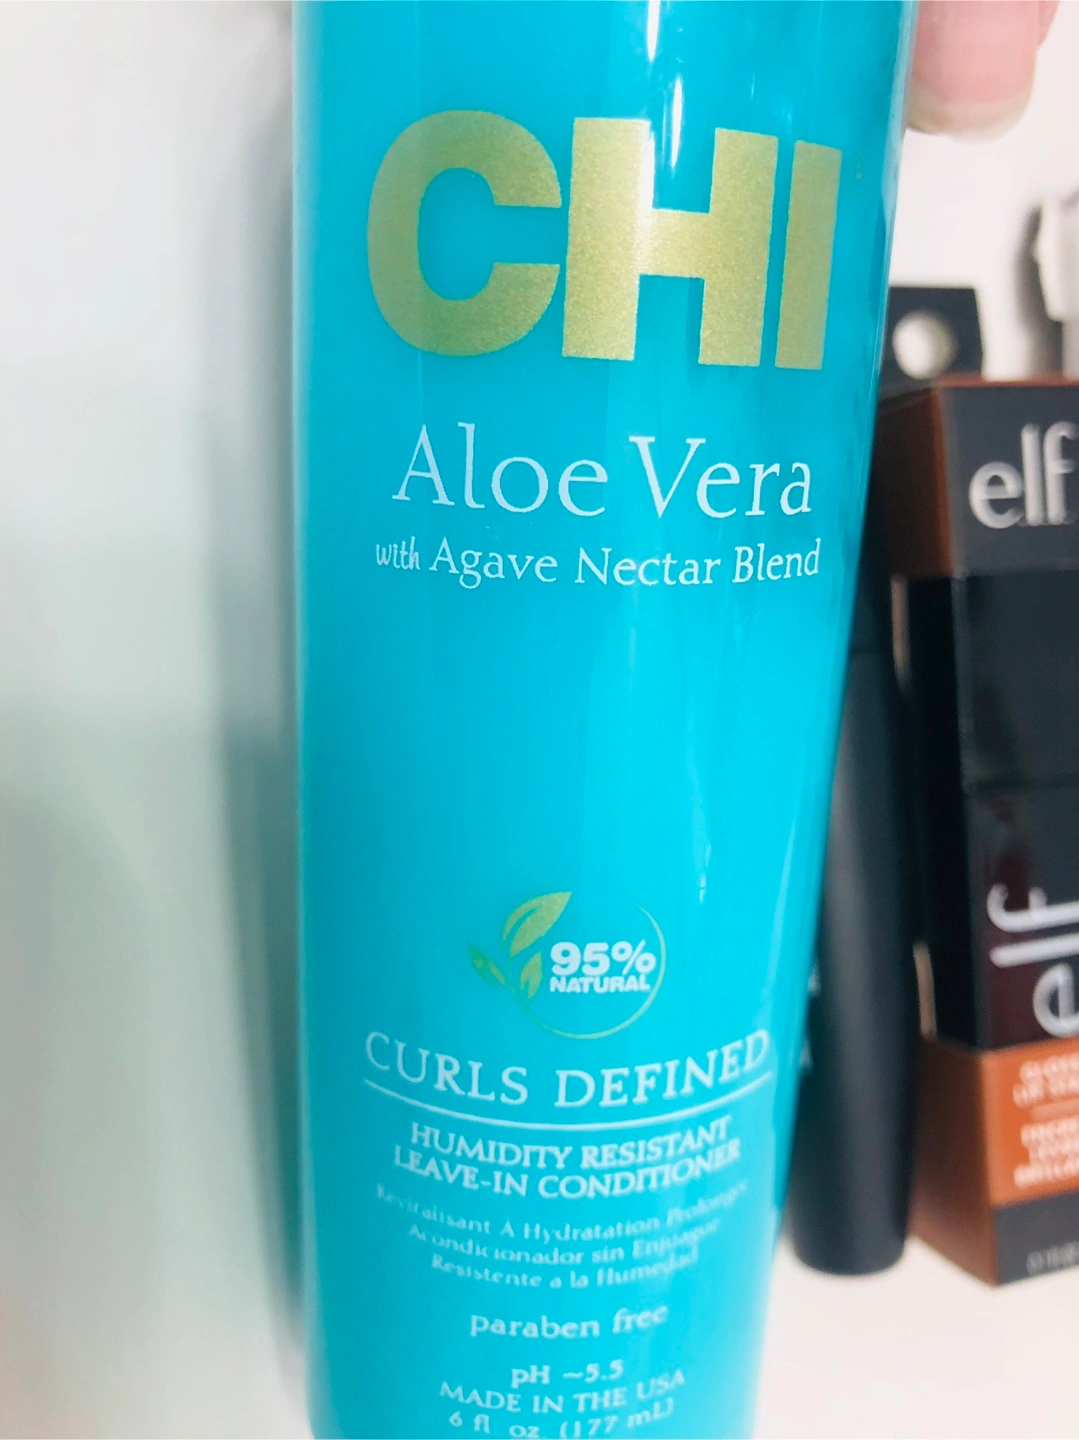 CHI
Aloe Vera
with Agave Nectar Blend
95%
NATURAL
CURLS DEFINED
HUMIDITY RESISTANT
LEAVE-IN CONDITIONER
Revitalisant A Hydratation Prolongée
Acondicionador sin Enjuague
Resistente a la Humedad
paraben free
pH ~5.5
MADE IN THE USA
6 fl oz. (177 mL)
elf
elf